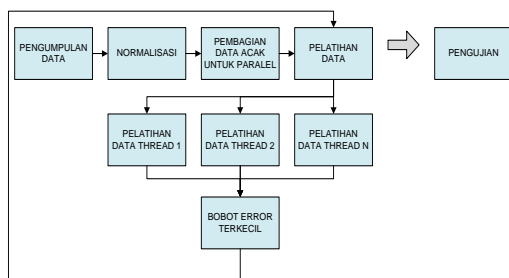 PENGUMPULAN
DATA
NORMALISASI
PEMBAGIAN
DATA ACAK
UNTUK PARALEL
PELATIHAN
DATA
PENGUJIAN
PELATIHAN
DATA THREAD 1
PELATIHAN
DATA THREAD 2
PELATIHAN
DATA THREAD N
BOBOT ERROR
TERKECIL